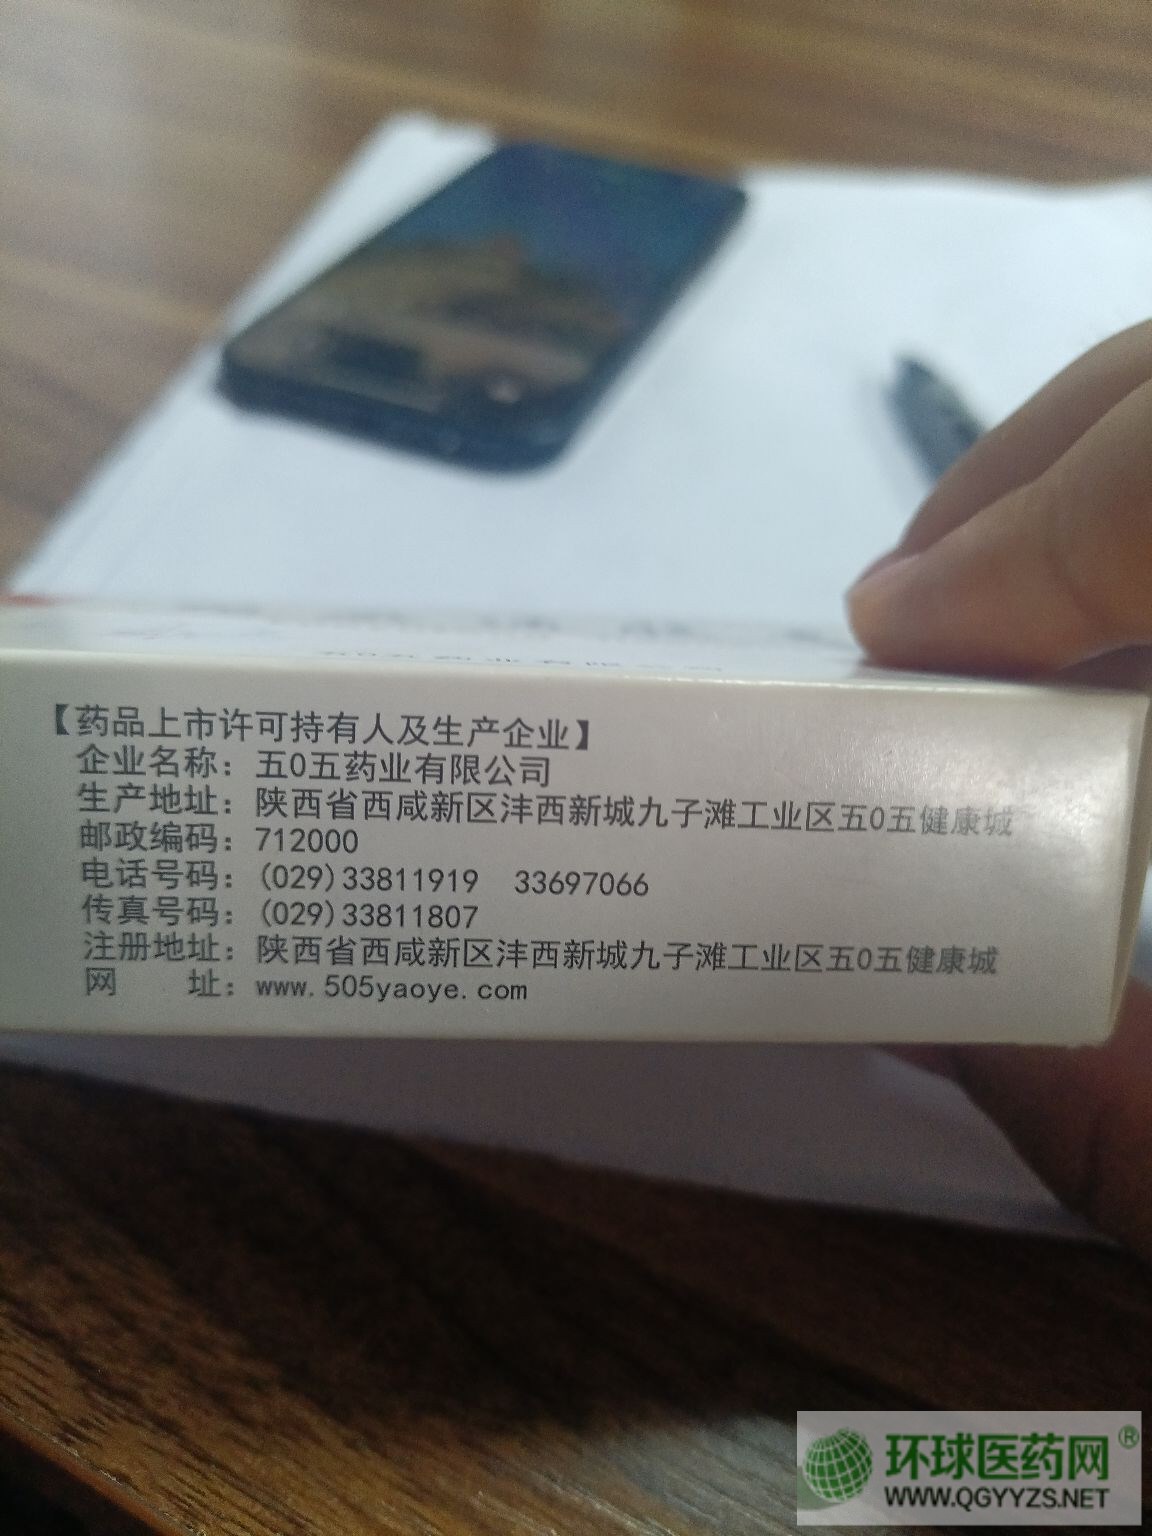 【药品上市许可持有人及生产企业】
企业名称：五0五药业有限公司
生产地址：陕西省西咸新区沣西新城九子滩工业区五0五健康城
邮政编码：712000
电话号码：(029)33811919 33697066
传真号码：(029)33811807
注册地址：陕西省西咸新区沣西新城九子滩工业区五0五健康城
网 址：www.505yaoye.com
环球医药网®
WWW.QGYYZS.NET